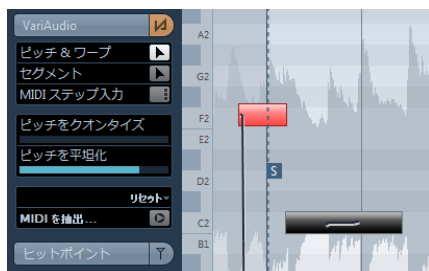 VariAudio
ピッチ & ワープ
セグメント
MIDI ステップ入力
ピッチをクオンタイズ
ピッチを平坦化
リセット
MIDI を抽出...
ヒットポイント
A2
G2
F2
E2
D2
S
C2
B1